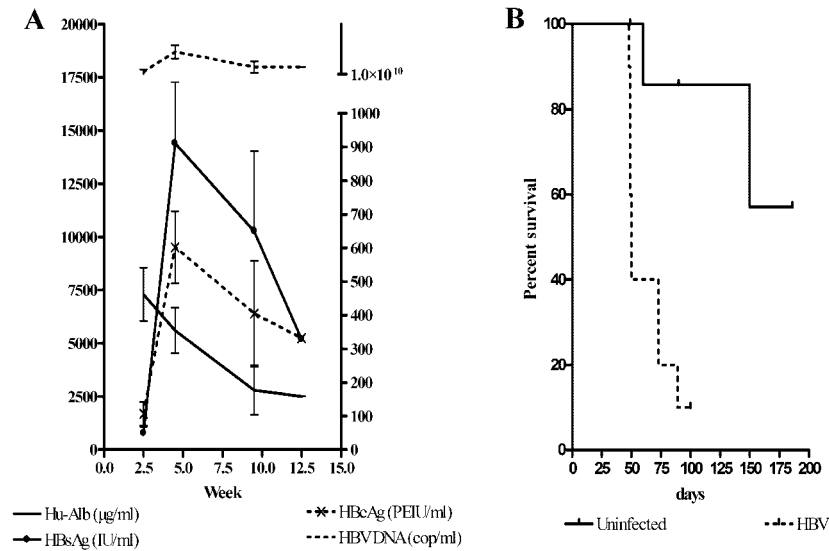 A
20000
17500
15000
12500
10000
7500
5000
2500
0
1.0×10 10
1000
900
800
700
600
500
400
300
200
100
0
0.0 2.5 5.0 7.5 10.0 12.5 15.0
Week
Hu-Alb (µg/ml)
HBsAg (IU/ml)
HBeAg (PEIU/ml)
HBVDNA (cop/ml)
B
Percent survival
100
80
60
40
20
0 25 50 75 100 125 150 175 200
days
Uninfected
HBV